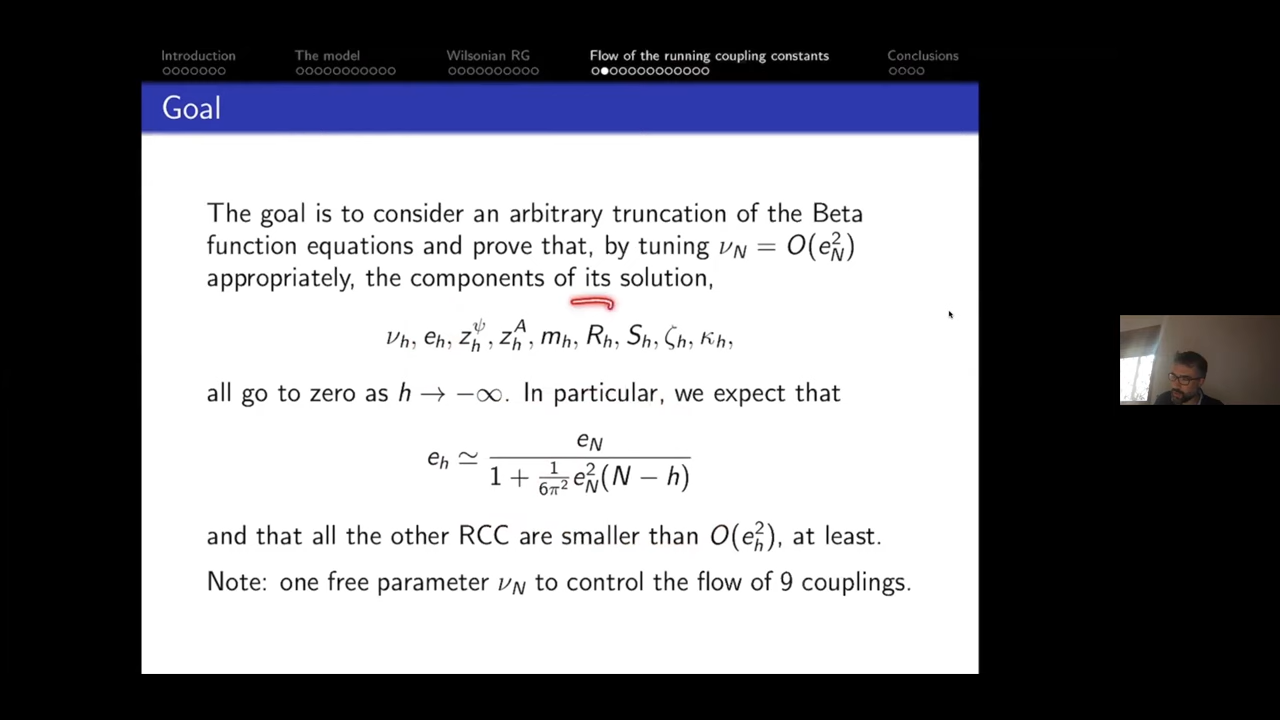 Introduction The model Wilsonian RG Flow of the running coupling constants Conclusions
Goal
The goal is to consider an arbitrary truncation of the Beta
function equations and prove that, by tuning ν_N = O(e_N^2)
appropriately, the components of its solution,
ν_h, e_h, z_h^ψ, z_h^A, m_h, R_h, S_h, ζ_h, κ_h,
all go to zero as h → −∞. In particular, we expect that
e_h ≃ e_N / (1 + 1/(6π^2) e_N^2 (N − h))
and that all the other RCC are smaller than O(e_h^2), at least.
Note: one free parameter ν_N to control the flow of 9 couplings.